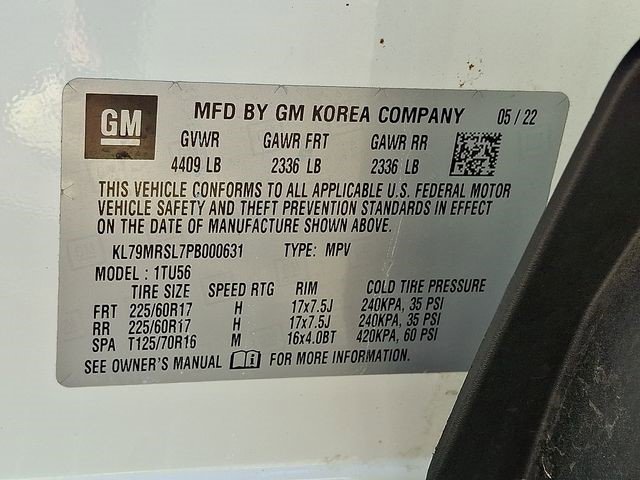 GM MFD BY GM KOREA COMPANY 05 / 22
GVWR GAWR FRT GAWR RR
4409 LB 2336 LB 2336 LB
THIS VEHICLE CONFORMS TO ALL APPLICABLE U.S. FEDERAL MOTOR
VEHICLE SAFETY AND THEFT PREVENTION STANDARDS IN EFFECT
ON THE DATE OF MANUFACTURE SHOWN ABOVE.
KL79MRSL7PB000631 TYPE: MPV
MODEL : 1TU56
TIRE SIZE SPEED RTG RIM COLD TIRE PRESSURE
FRT 225/60R17 H 17x7.5J 240KPA, 35 PSI
RR 225/60R17 H 17x7.5J 240KPA, 35 PSI
SPA T125/70R16 M 16x4.0BT 420KPA, 60 PSI
SEE OWNER'S MANUAL FOR MORE INFORMATION.